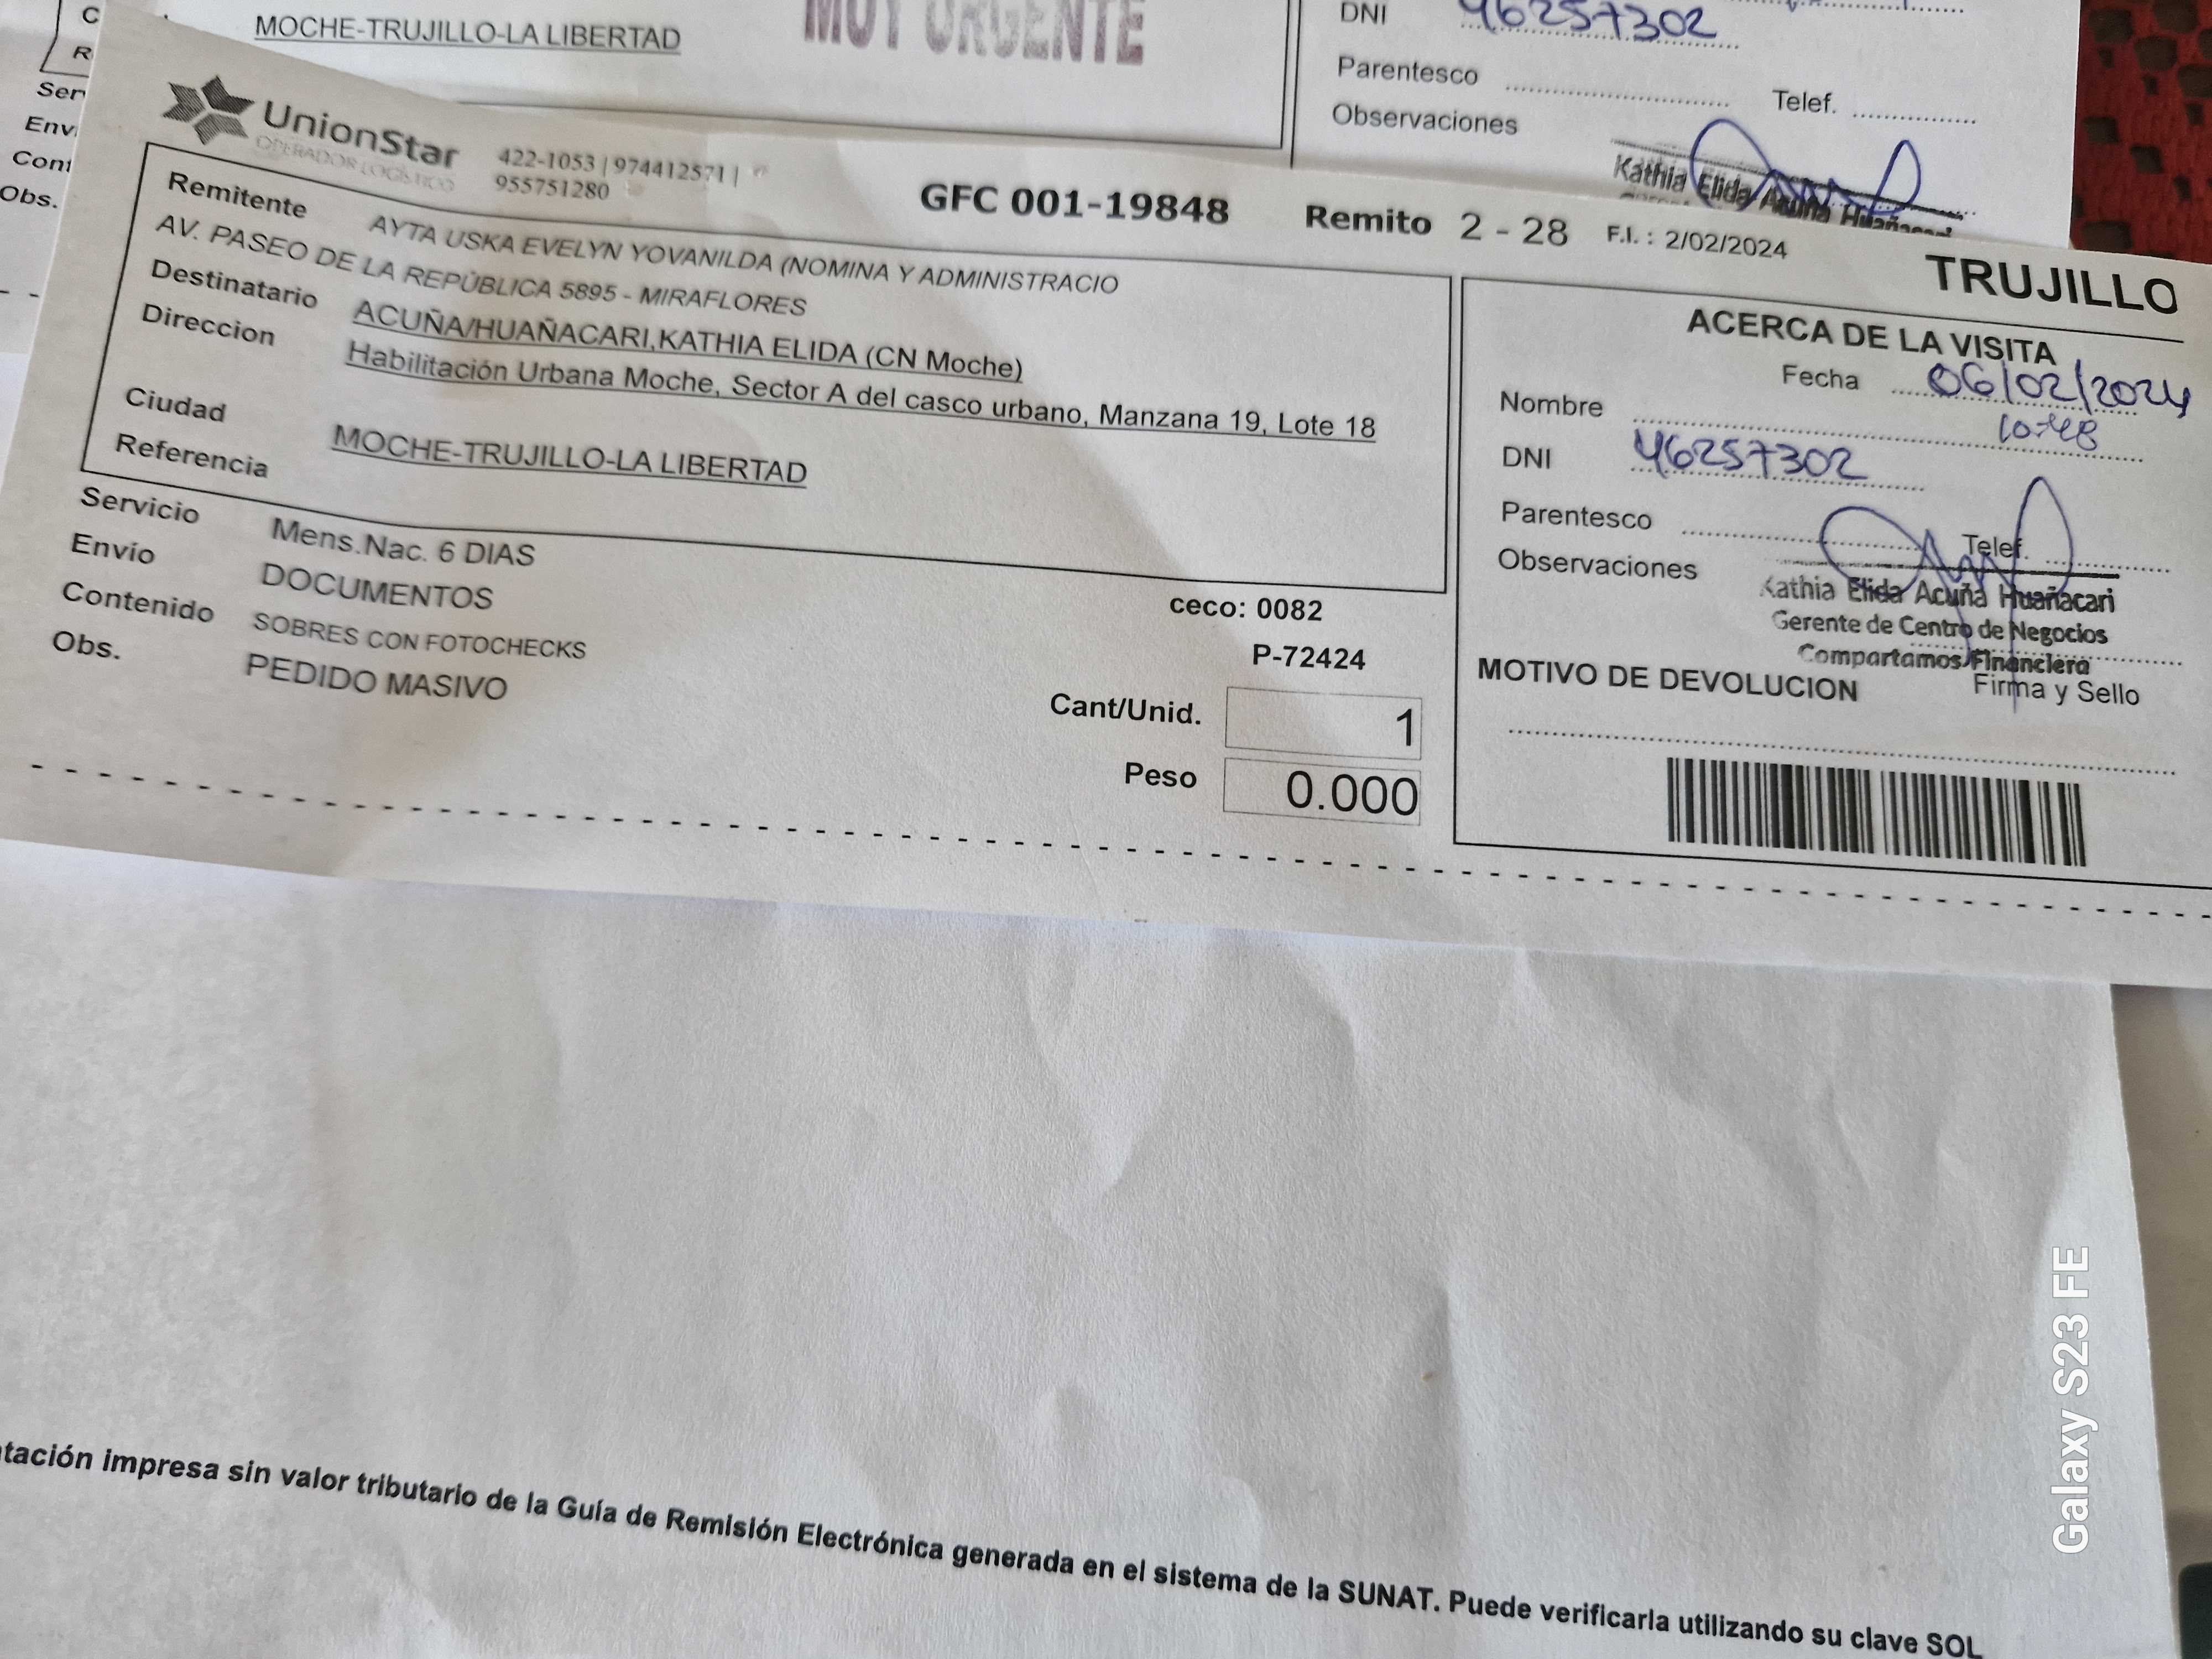 C
R
Ser
Env.
Cont
Obs.
MOCHE-TRUJILLO-LA LIBERTAD
MUY URGENTE
DNI 46257302
Parentesco
Telef.
Observaciones
Kathia Elida Acuña Huañacari
UnionStar
OPERADOR LOGÍSTICO
422-1053 | 974412571 |
955751280
GFC 001-19848
Remito 2 - 28
F.I. : 2/02/2024
TRUJILLO
Remitente AYTA USKA EVELYN YOVANILDA (NOMINA Y ADMINISTRACIO
AV. PASEO DE LA REPÚBLICA 5895 - MIRAFLORES
Destinatario ACUÑA/HUAÑACARI,KATHIA ELIDA (CN Moche)
Direccion Habilitación Urbana Moche, Sector A del casco urbano, Manzana 19, Lote 18
Ciudad MOCHE-TRUJILLO-LA LIBERTAD
Referencia
Servicio Mens.Nac. 6 DIAS
Envío DOCUMENTOS
Contenido SOBRES CON FOTOCHECKS
Obs. PEDIDO MASIVO
ceco: 0082
P-72424
Cant/Unid. 1
Peso 0.000
ACERCA DE LA VISITA
Fecha 06/02/2024
Nombre
10:48
DNI 46257302
Parentesco
Telef.
Observaciones
Kathia Elida Acuña Huañacari
Gerente de Centro de Negocios
Compartamos Financiera
MOTIVO DE DEVOLUCION
Firma y Sello
tación impresa sin valor tributario de la Guía de Remisión Electrónica generada en el sistema de la SUNAT. Puede verificarla utilizando su clave SOL
Galaxy S23 FE